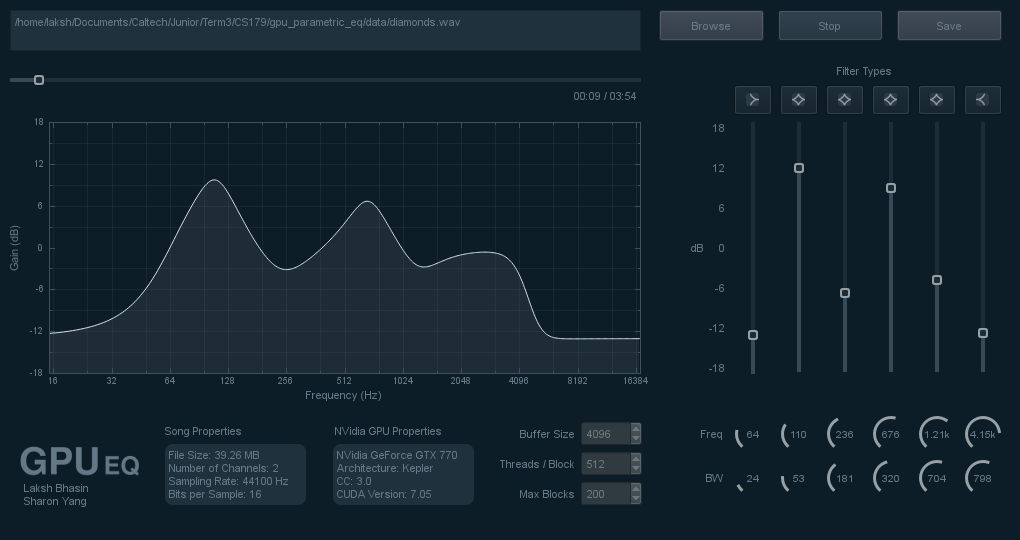 /home/laksh/Documents/Caltech/Junior/Term3/CS179/gpu_parametric_eq/data/diamonds.wav
Browse
Stop
Save
00:09 / 03:54
Filter Types
18
12
6
0
-6
-12
-18
Gain (dB)
16
32
64
128
256
512
1024
2048
4096
8192
16384
Frequency (Hz)
18
12
6
dB 0
-6
-12
-18
Freq 64 110 236 676 1.21k 4.15k
BW 24 53 181 320 704 798
GPU EQ
Laksh Bhasin
Sharon Yang
Song Properties
File Size: 39.26 MB
Number of Channels: 2
Sampling Rate: 44100 Hz
Bits per Sample: 16
NVidia GPU Properties
NVidia GeForce GTX 770
Architecture: Kepler
CC: 3.0
CUDA Version: 7.05
Buffer Size 4096
Threads / Block 512
Max Blocks 200